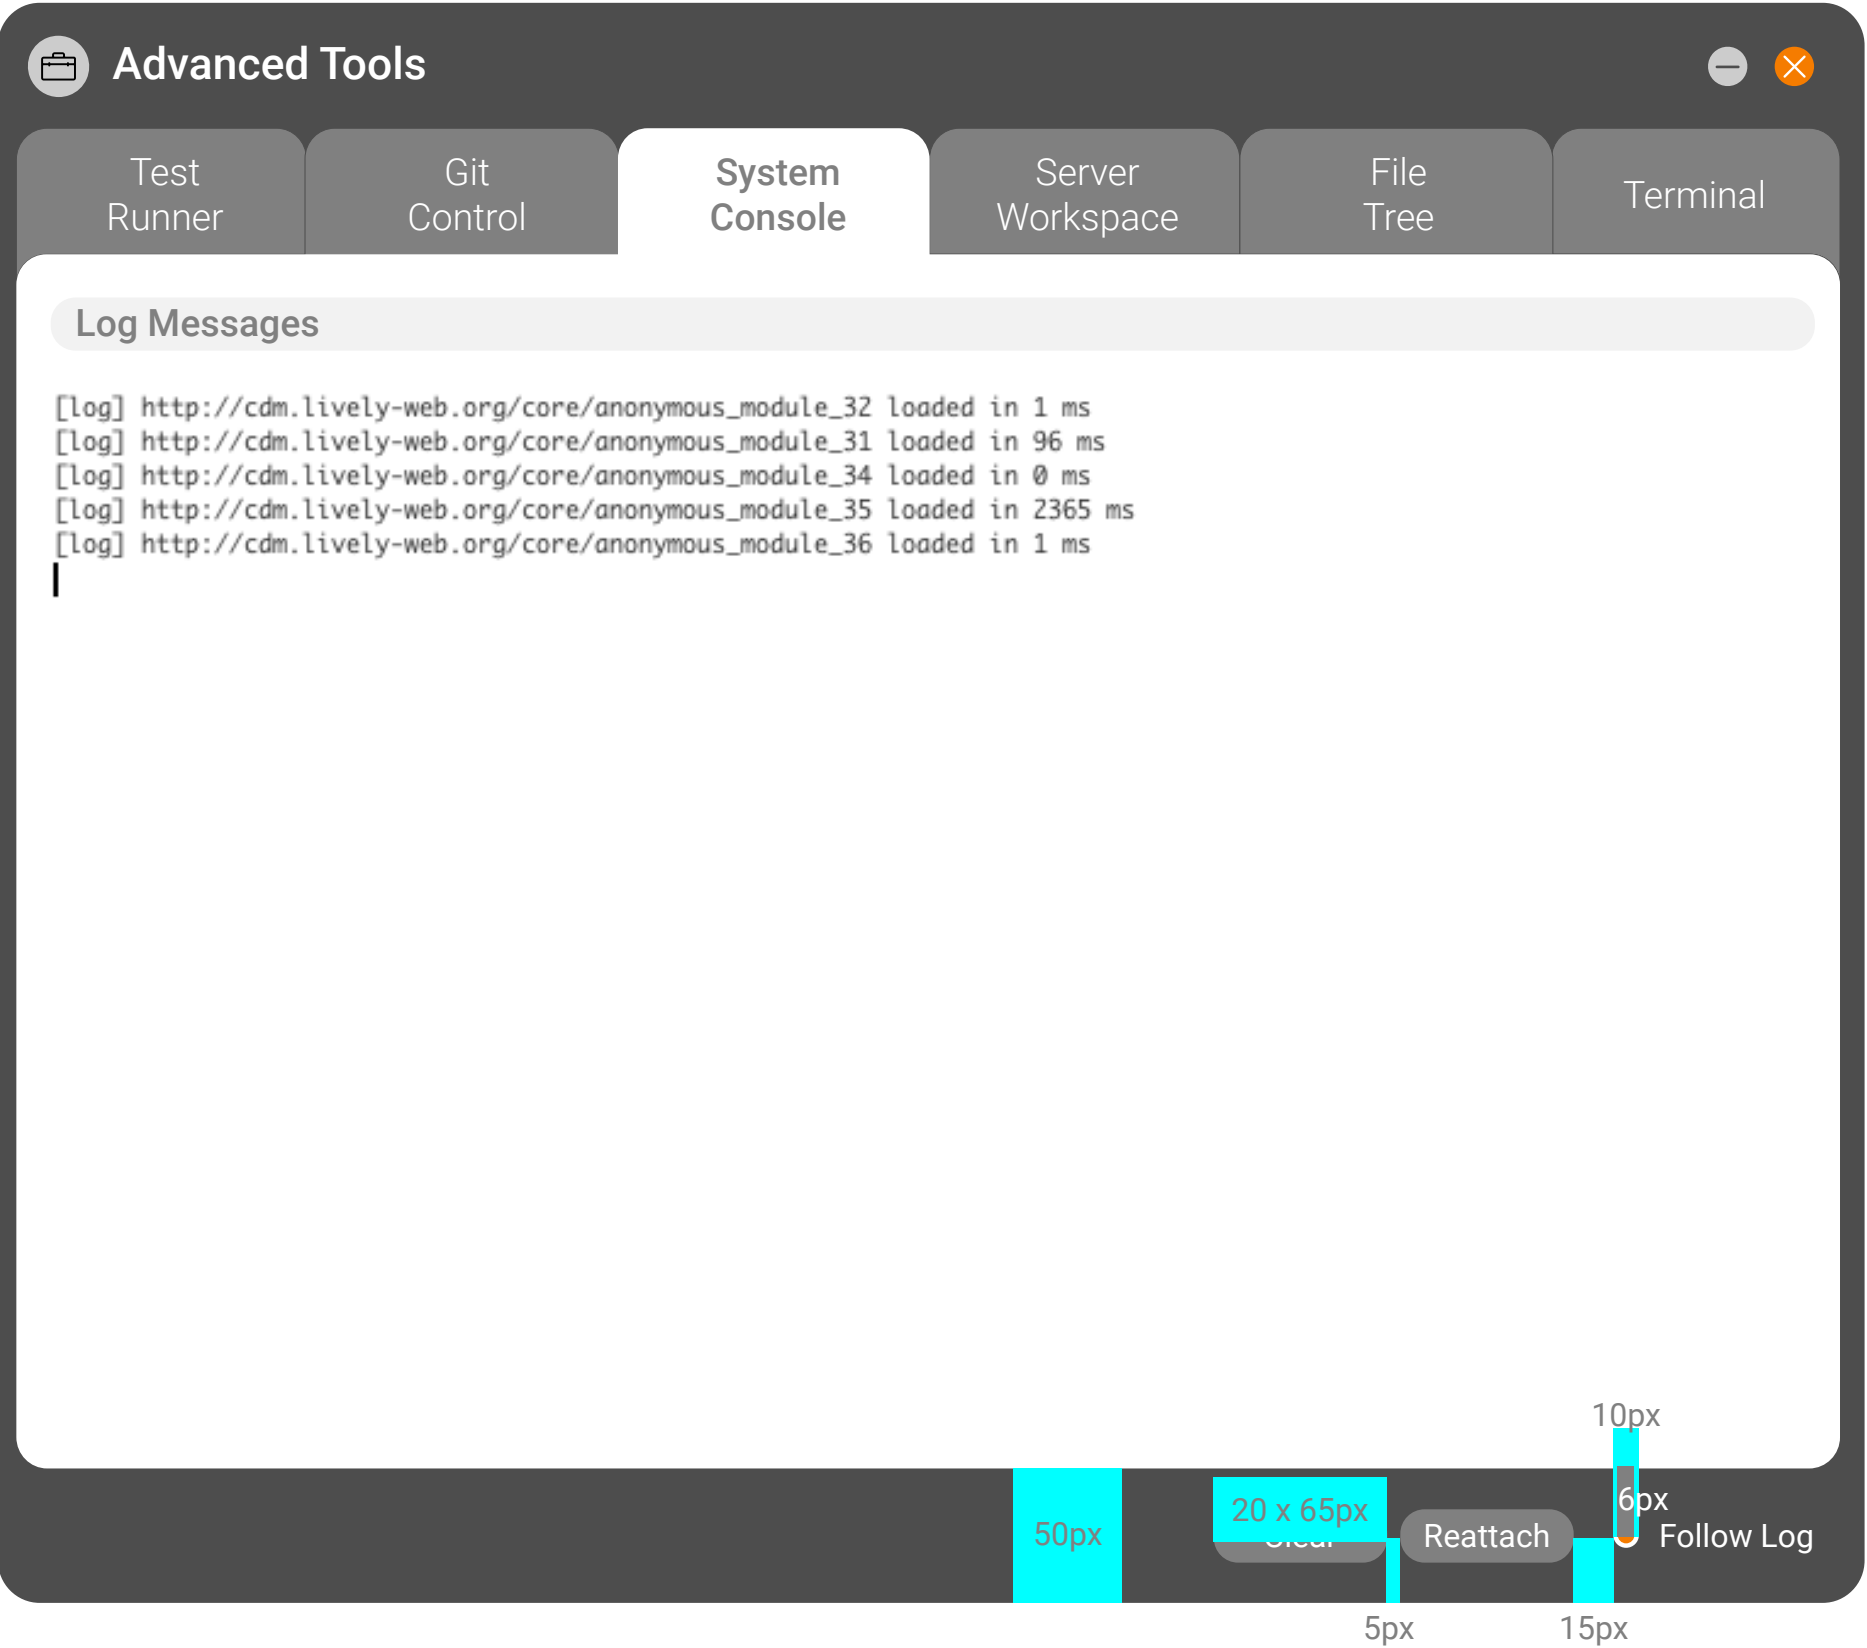 Advanced Tools
Test
Runner
Git
Control
System
Console
Server
Workspace
File
Tree
Terminal
Log Messages
[log] http://cdm.lively-web.org/core/anonymous_module_32 loaded in 1 ms
[log] http://cdm.lively-web.org/core/anonymous_module_31 loaded in 96 ms
[log] http://cdm.lively-web.org/core/anonymous_module_34 loaded in 0 ms
[log] http://cdm.lively-web.org/core/anonymous_module_35 loaded in 2365 ms
[log] http://cdm.lively-web.org/core/anonymous_module_36 loaded in 1 ms
10px
6px
20 x 65px
50px
Clear
Reattach
Follow Log
5px
15px